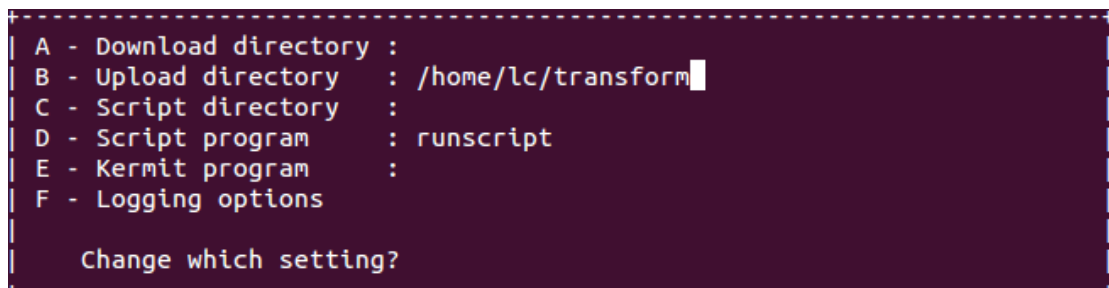 A - Download directory :
B - Upload directory   : /home/lc/transform
C - Script directory   :
D - Script program     : runscript
E - Kermit program     :
F - Logging options
Change which setting?